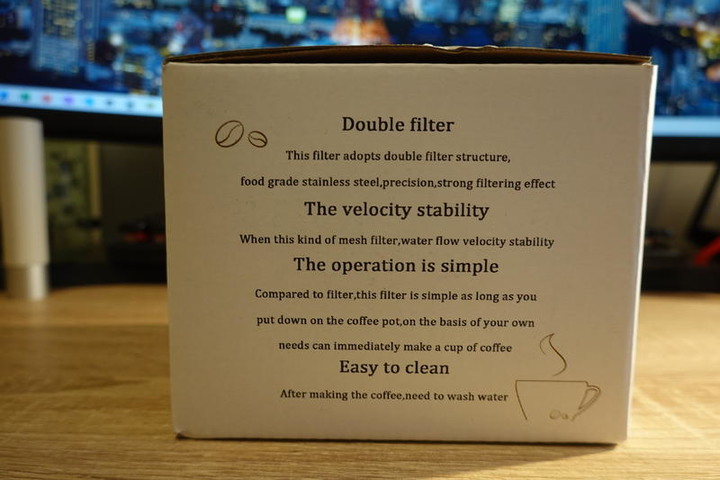 Double filter
This filter adopts double filter structure,
food grade stainless steel,precision,strong filtering effect
The velocity stability
When this kind of mesh filter,water flow velocity stability
The operation is simple
Compared to filter,this filter is simple as long as you
put down on the coffee pot,on the basis of your own
needs can immediately make a cup of coffee
Easy to clean
After making the coffee,need to wash water